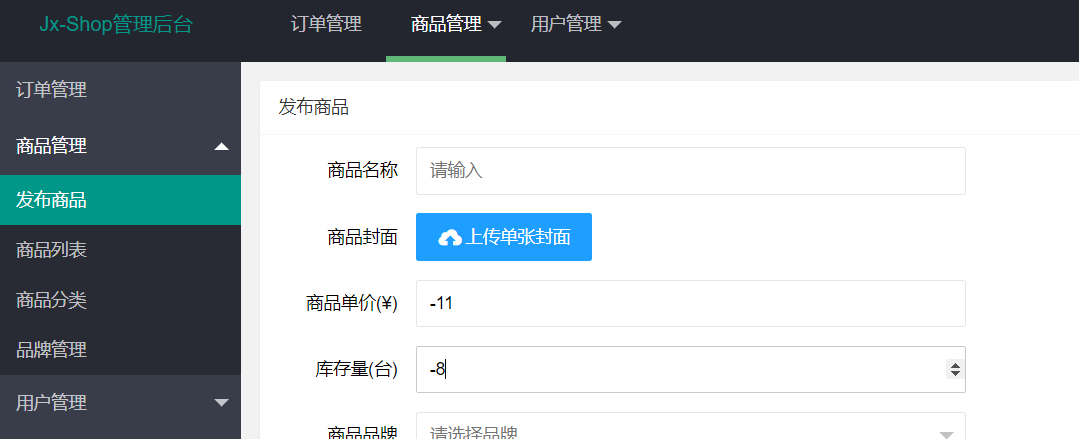 Jx-Shop管理后台
订单管理 商品管理 用户管理
订单管理
商品管理
发布商品
商品列表
商品分类
品牌管理
用户管理
发布商品
商品名称 请输入
商品封面 上传单张封面
商品单价(¥) -11
库存量(台) -8
商品品牌 请选择品牌